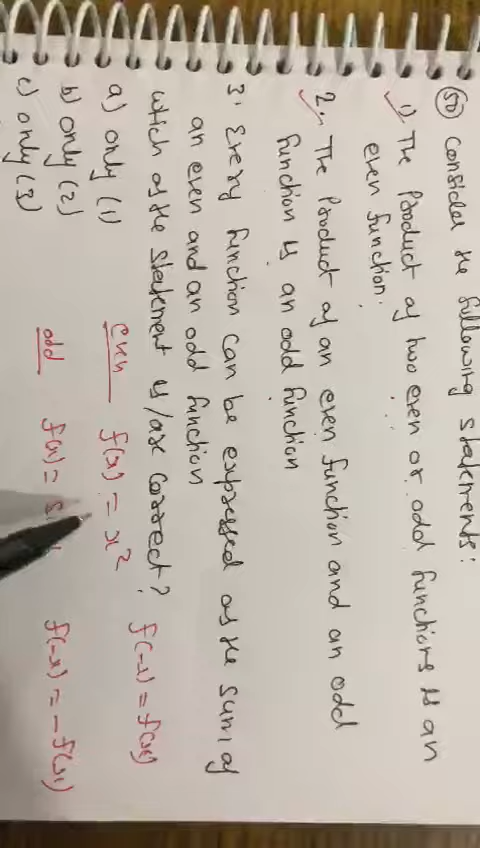 50 Consider the following statements:
1) The Product of two even or odd functions is an
even function.
2. The Product of an even function and an odd
function is an odd function
3. Every function can be expressed as the sum of
an even and an odd function
which of the statement is/are correct?
a) only (1)
b) only (2)
c) only (3)
even f(x) = x² f(-x) = f(x)
odd f(x) = f(-x) = -f(x)